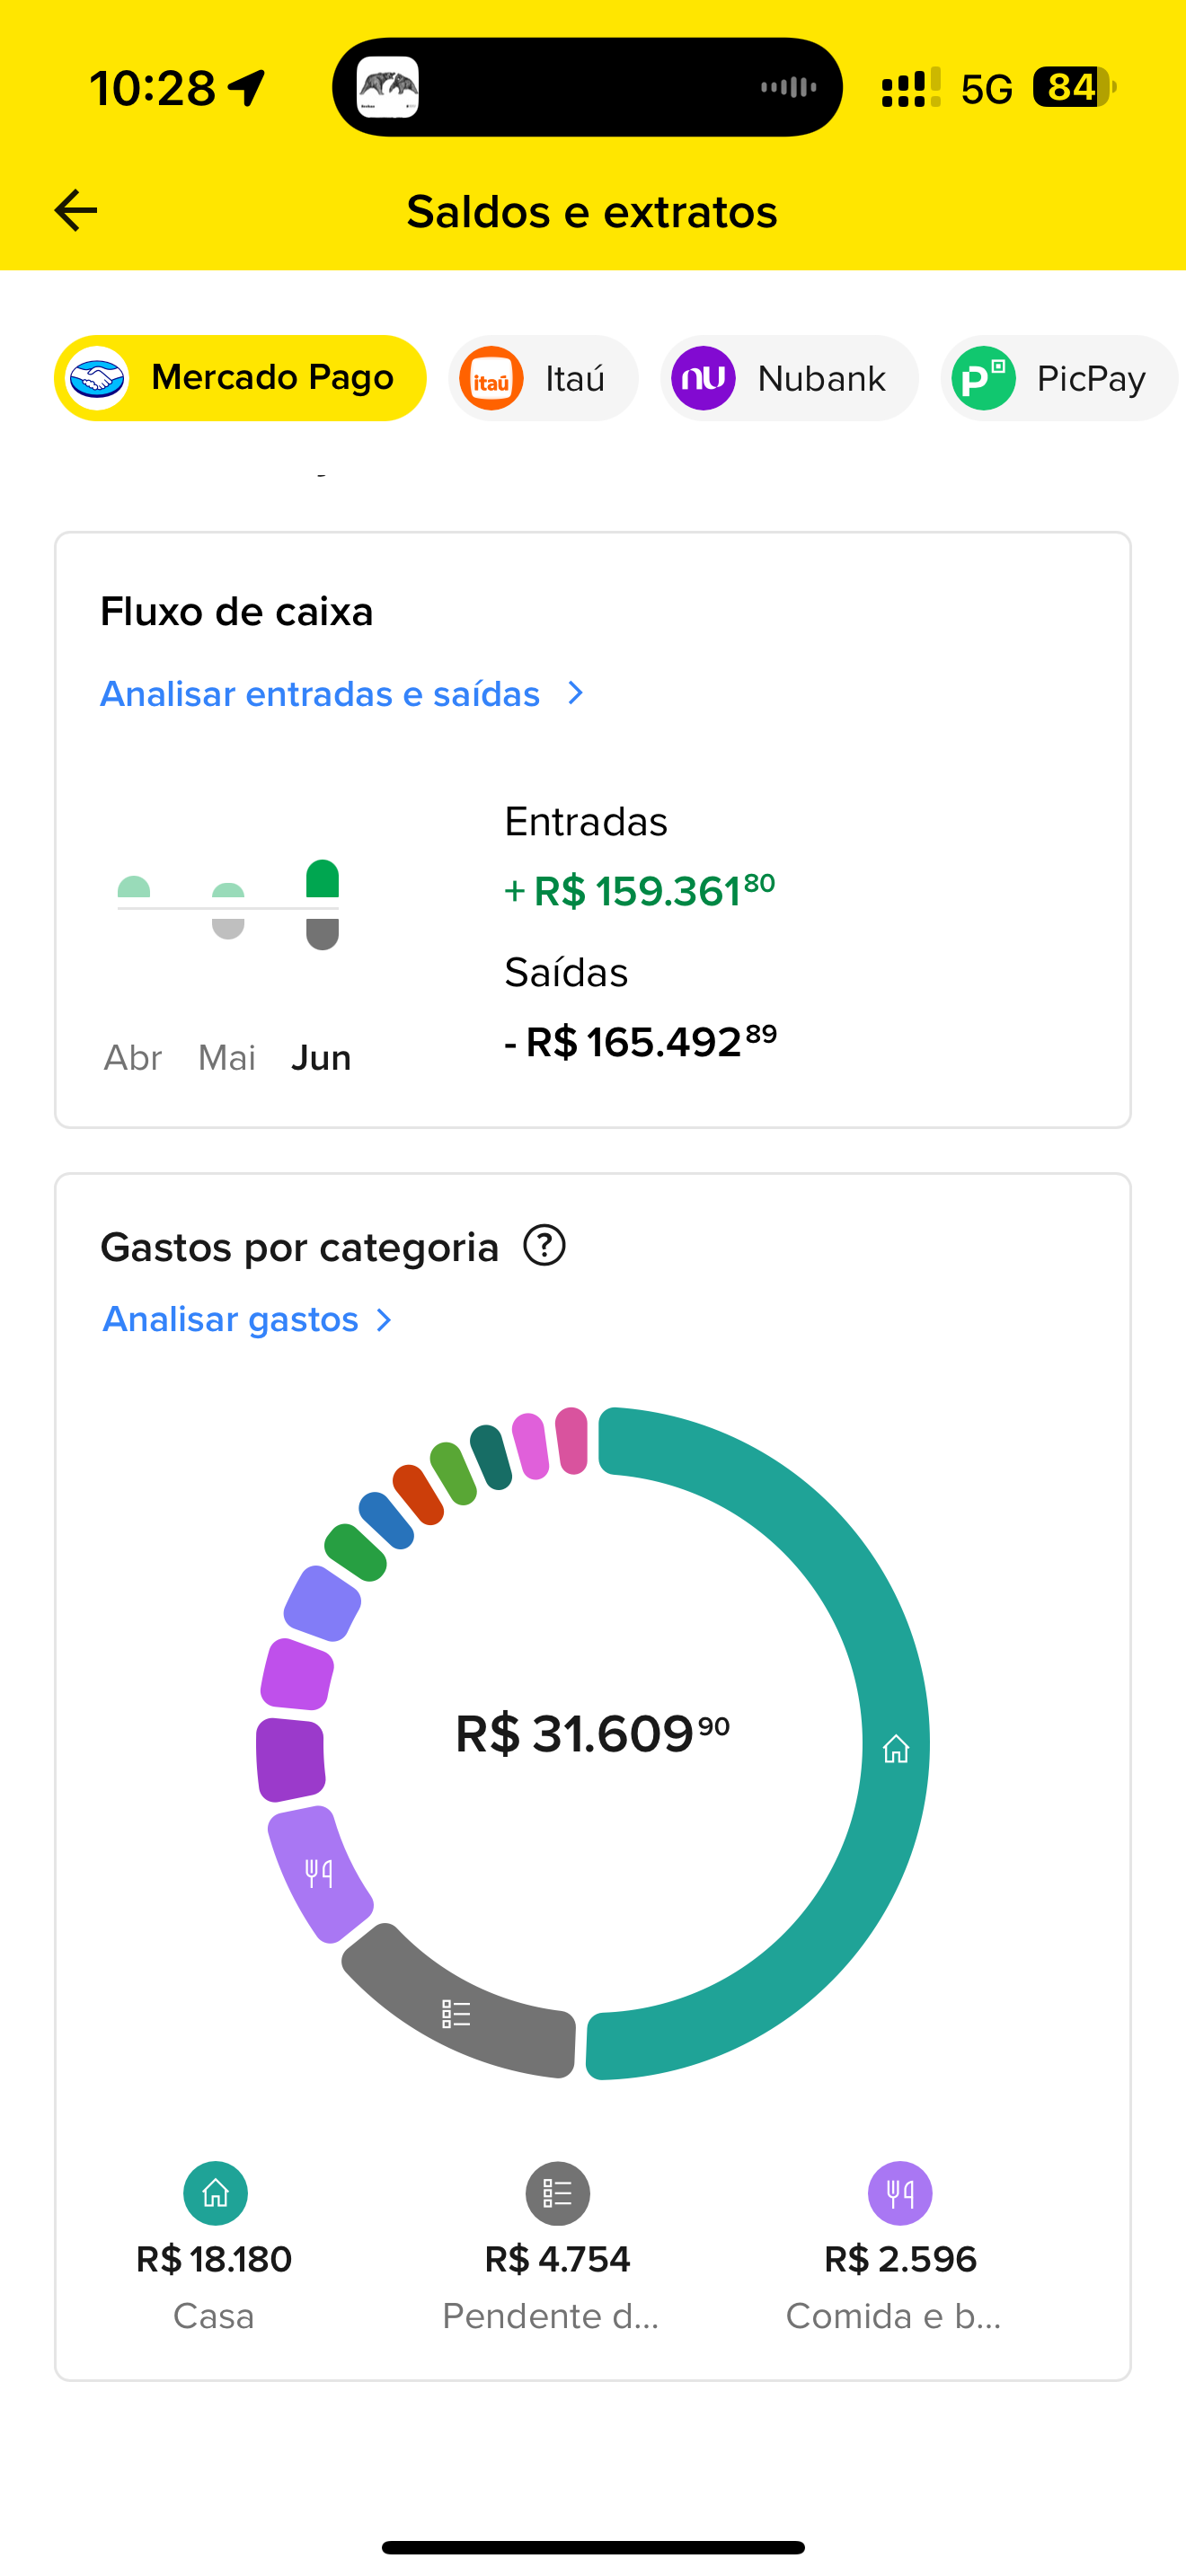 10:28
5G
84
Saldos e extratos
Mercado Pago
itaú
Itaú
nu
Nubank
P
PicPay
Fluxo de caixa
Analisar entradas e saídas
Entradas
+ R$ 159.361 80
Saídas
- R$ 165.492 89
Abr Mai Jun
Gastos por categoria ?
Analisar gastos
R$ 31.609 90
R$ 18.180
Casa
R$ 4.754
Pendente d...
R$ 2.596
Comida e b...